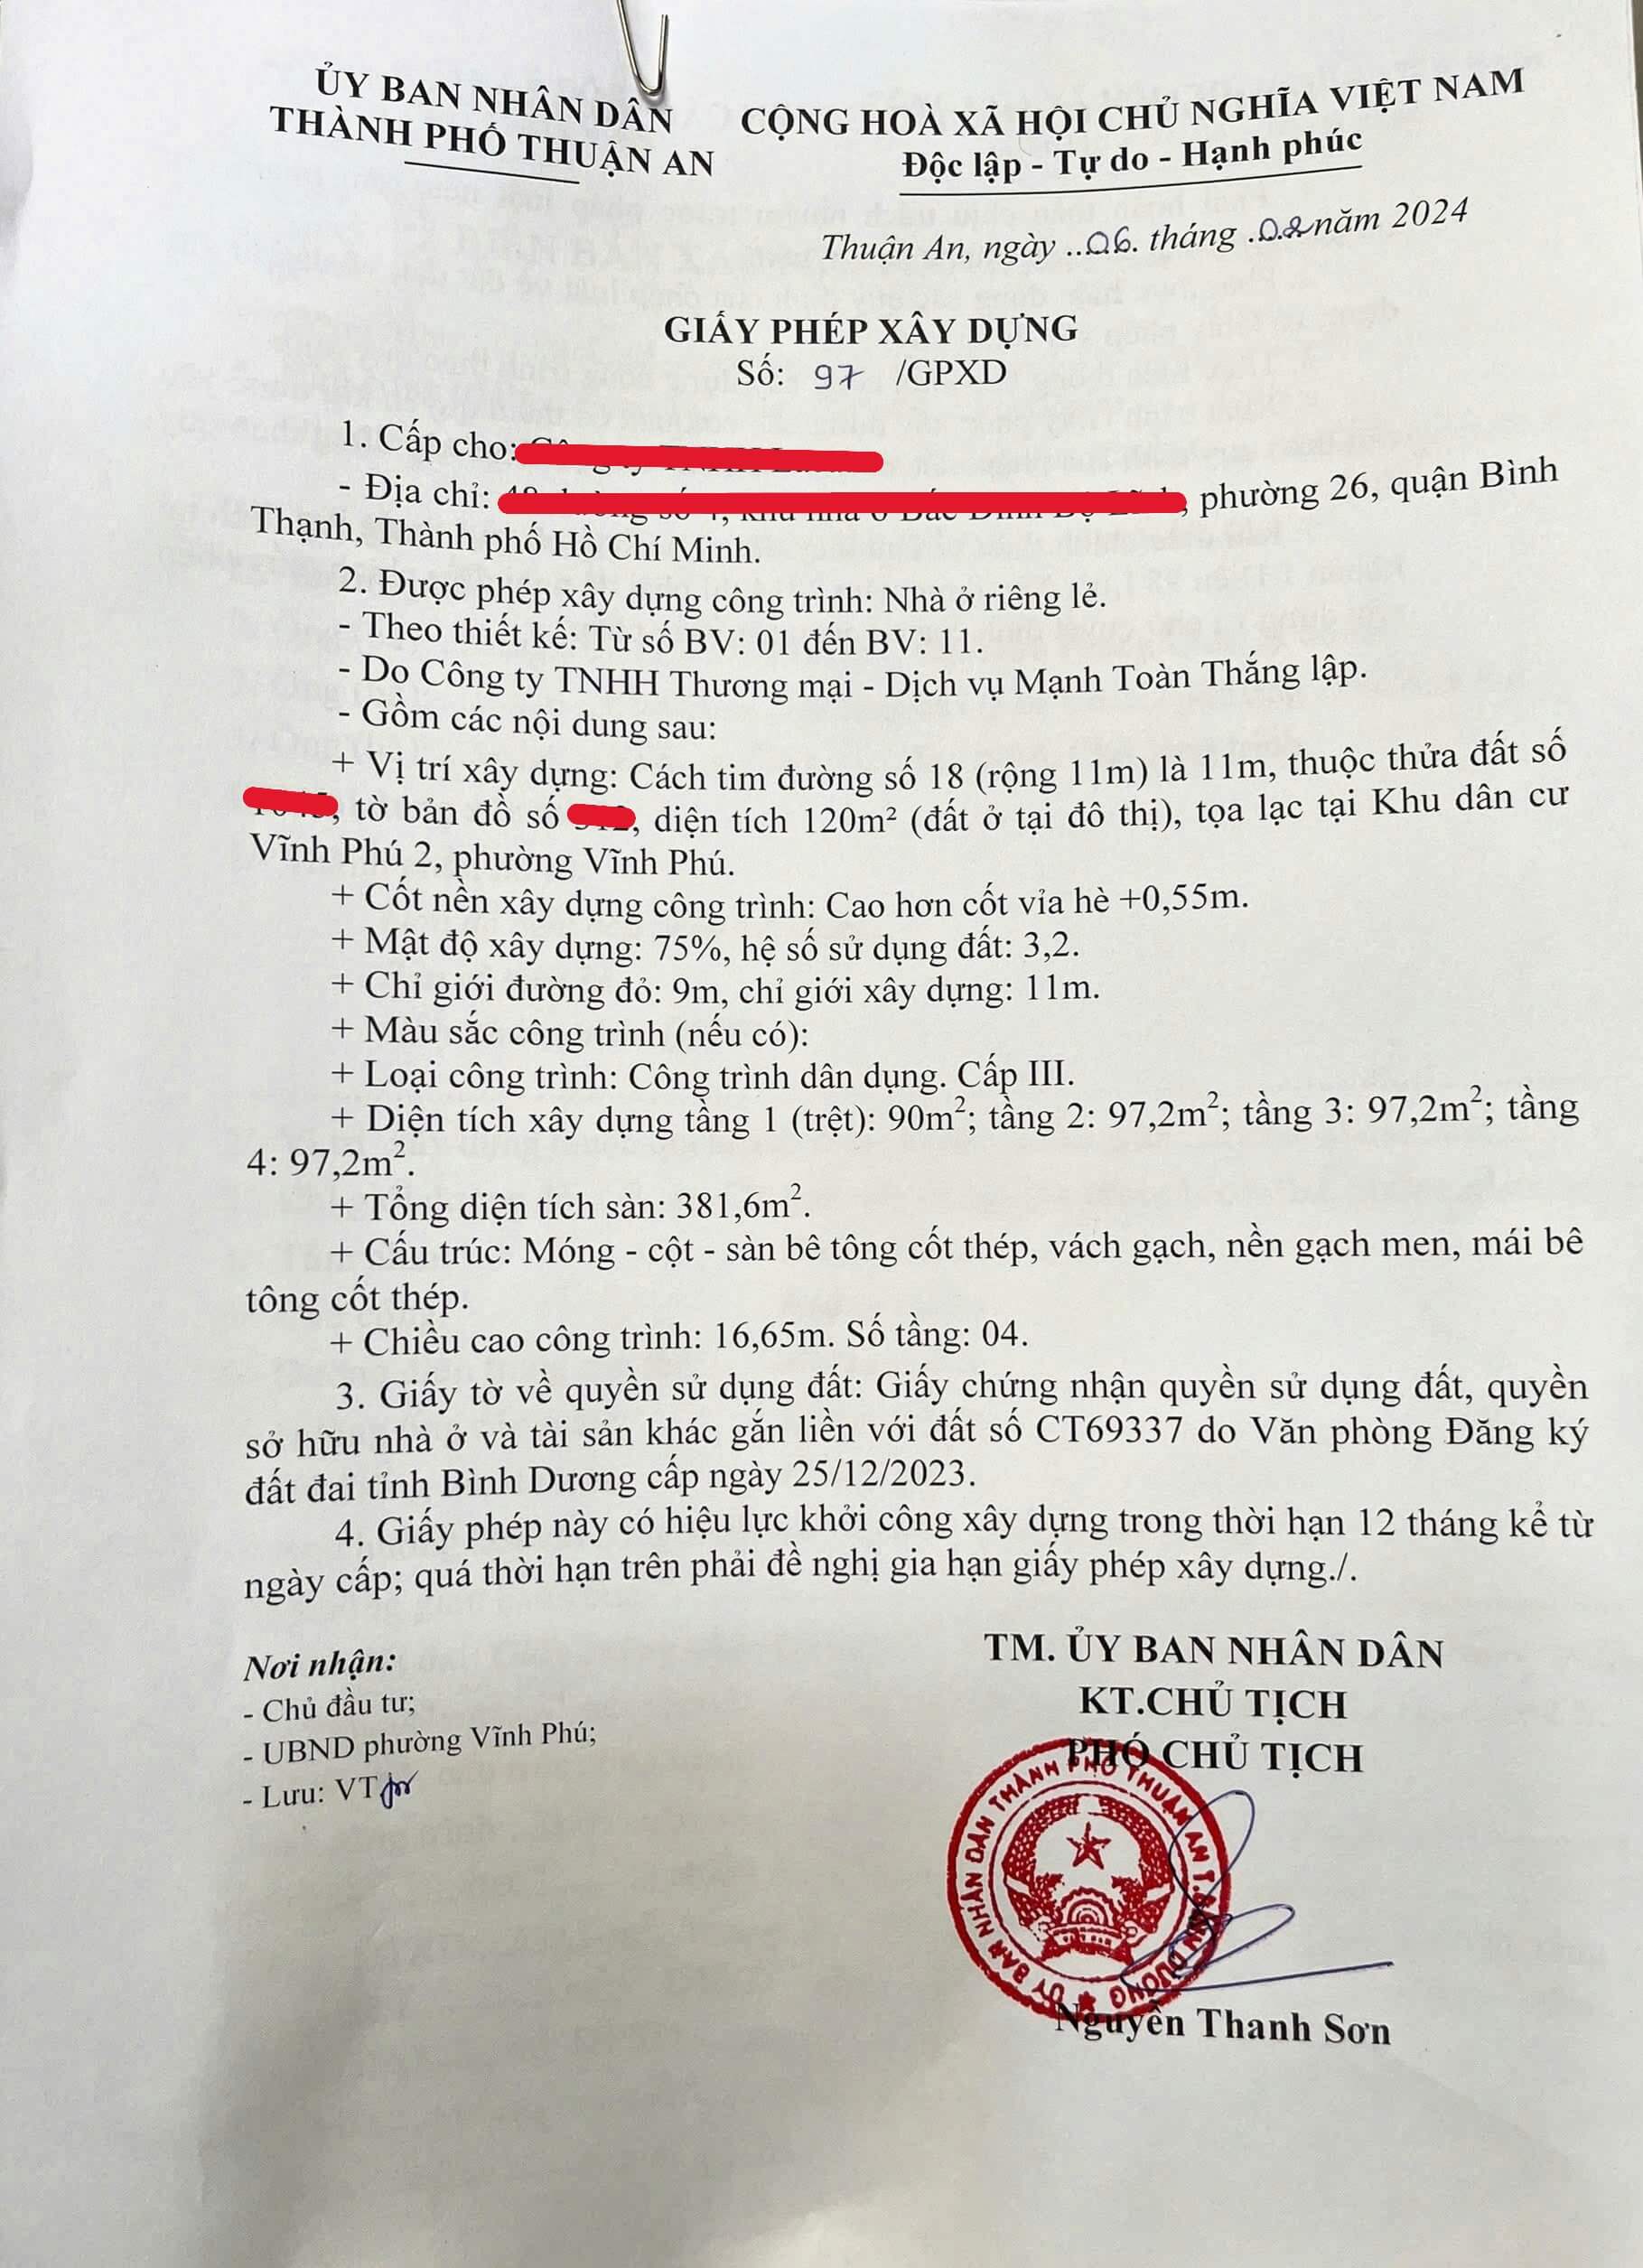 ỦY BAN NHÂN DÂN
THÀNH PHỐ THUẬN AN
CỘNG HOÀ XÃ HỘI CHỦ NGHĨA VIỆT NAM
Độc lập - Tự do - Hạnh phúc
Thuận An, ngày ..06. tháng .02 năm 2024
GIẤY PHÉP XÂY DỰNG
Số: 97 /GPXD
1. Cấp cho:
- Địa chỉ: , phường 26, quận Bình
Thạnh, Thành phố Hồ Chí Minh.
2. Được phép xây dựng công trình: Nhà ở riêng lẻ.
- Theo thiết kế: Từ số BV: 01 đến BV: 11.
- Do Công ty TNHH Thương mại - Dịch vụ Mạnh Toàn Thắng lập.
- Gồm các nội dung sau:
+ Vị trí xây dựng: Cách tim đường số 18 (rộng 11m) là 11m, thuộc thửa đất số
, tờ bản đồ số , diện tích 120m² (đất ở tại đô thị), tọa lạc tại Khu dân cư
Vĩnh Phú 2, phường Vĩnh Phú.
+ Cốt nền xây dựng công trình: Cao hơn cốt vỉa hè +0,55m.
+ Mật độ xây dựng: 75%, hệ số sử dụng đất: 3,2.
+ Chỉ giới đường đỏ: 9m, chỉ giới xây dựng: 11m.
+ Màu sắc công trình (nếu có):
+ Loại công trình: Công trình dân dụng. Cấp III.
+ Diện tích xây dựng tầng 1 (trệt): 90m²; tầng 2: 97,2m²; tầng 3: 97,2m²; tầng
4: 97,2m².
+ Tổng diện tích sàn: 381,6m².
+ Cấu trúc: Móng - cột - sàn bê tông cốt thép, vách gạch, nền gạch men, mái bê
tông cốt thép.
+ Chiều cao công trình: 16,65m. Số tầng: 04.
3. Giấy tờ về quyền sử dụng đất: Giấy chứng nhận quyền sử dụng đất, quyền
sở hữu nhà ở và tài sản khác gắn liền với đất số CT69337 do Văn phòng Đăng ký
đất đai tỉnh Bình Dương cấp ngày 25/12/2023.
4. Giấy phép này có hiệu lực khởi công xây dựng trong thời hạn 12 tháng kể từ
ngày cấp; quá thời hạn trên phải đề nghị gia hạn giấy phép xây dựng./.
Nơi nhận:
- Chủ đầu tư;
- UBND phường Vĩnh Phú;
- Lưu: VT
TM. ỦY BAN NHÂN DÂN
KT.CHỦ TỊCH
PHÓ CHỦ TỊCH
ỦY BAN NHÂN DÂN THÀNH PHỐ THUẬN AN T.BÌNH DƯƠNG
Nguyễn Thanh Sơn